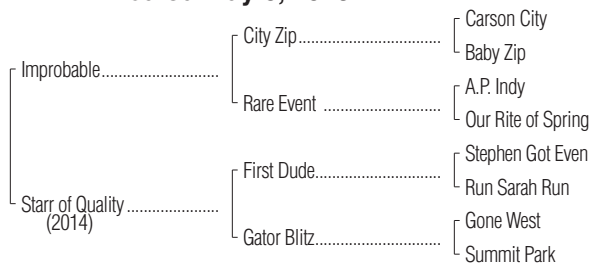 City Zip
Carson City
Baby Zip
Improbable
Rare Event
A.P. Indy
Our Rite of Spring
First Dude
Stephen Got Even
Run Sarah Run
Starr of Quality
(2014)
Gator Blitz
Gone West
Summit Park